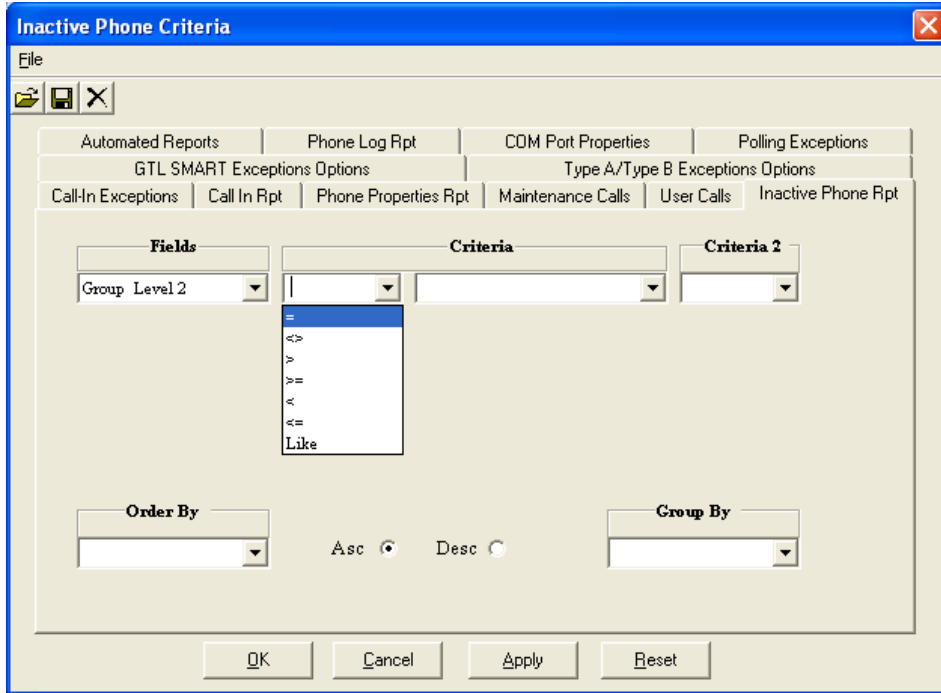 Inactive Phone Criteria
File
Automated Reports Phone Log Rpt COM Port Properties Polling Exceptions
GTL SMART Exceptions Options Type A/Type B Exceptions Options
Call-In Exceptions Call In Rpt Phone Properties Rpt Maintenance Calls User Calls Inactive Phone Rpt
Fields Criteria Criteria 2
Group Level 2
=
<>
>
>=
<
<=
Like
Order By Group By
Asc Desc
OK Cancel Apply Reset